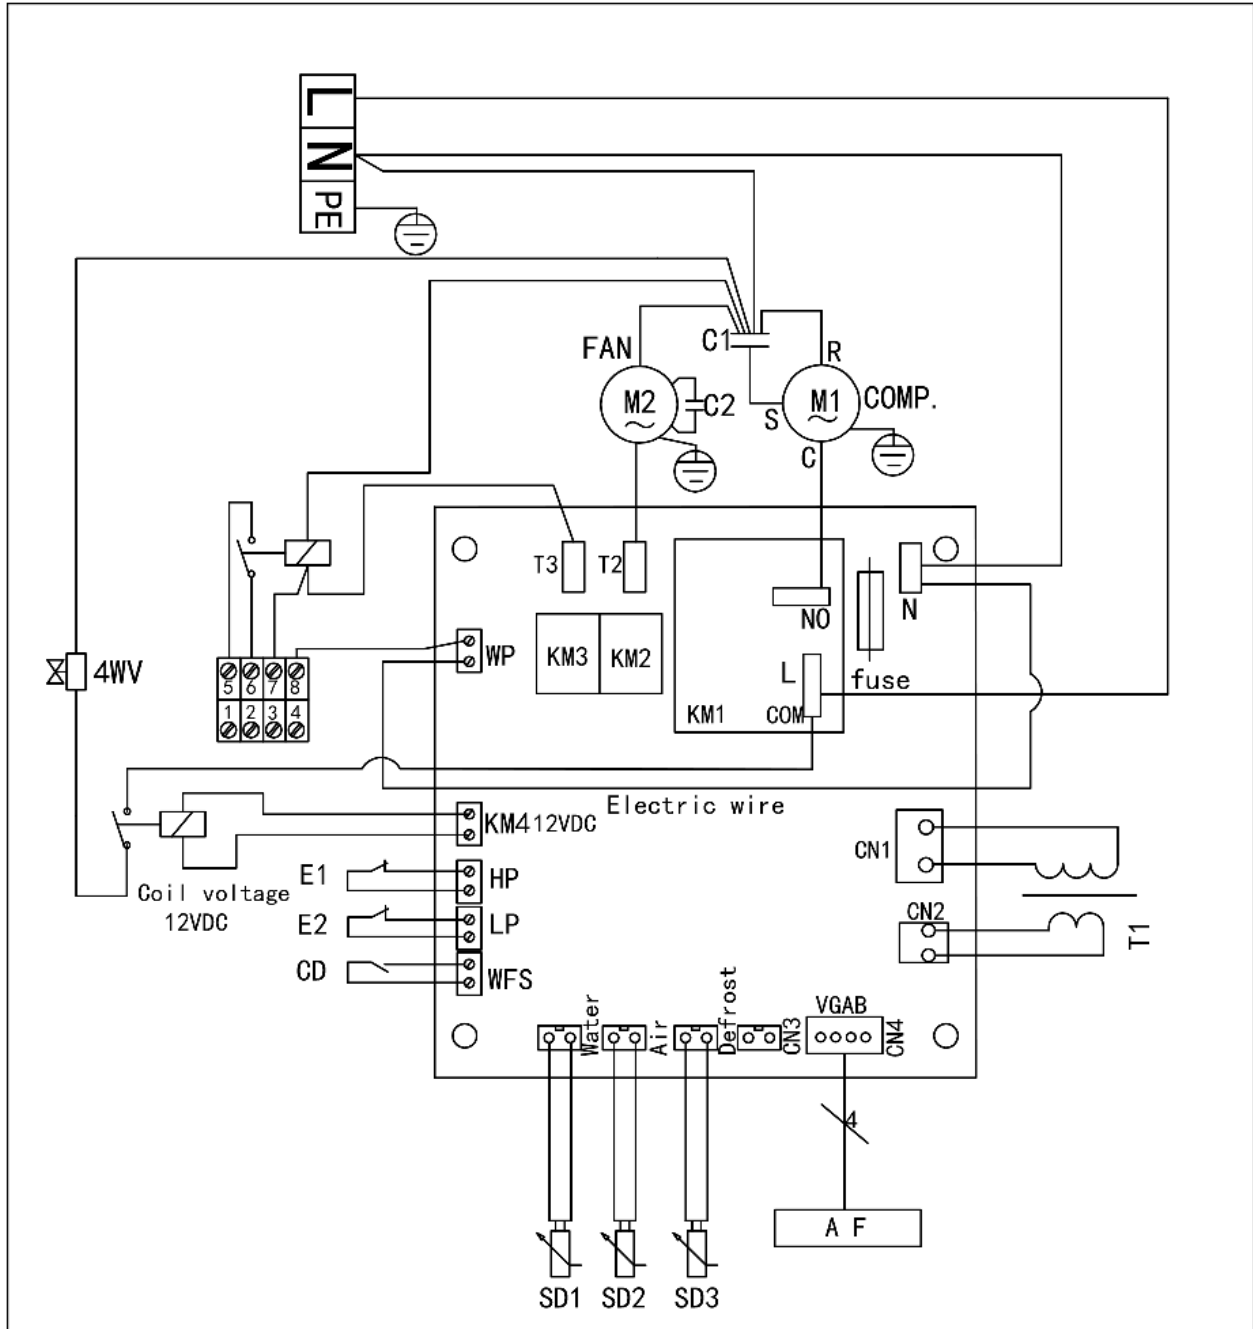 L
N
PE
C1
R
FAN
M2
C2
S
M1
COMP.
C
T3
T2
NO
N
KM3
KM2
WP
4WV
5 6 7 8
1 2 3 4
L
fuse
KM1
COM
Electric wire
KM412VDC
CN1
E1
HP
Coil voltage
12VDC
CN2
E2
LP
T1
CD
WFS
Water
Air
Defrost
CN3
VGAB
CN4
4
A F
SD1
SD2
SD3